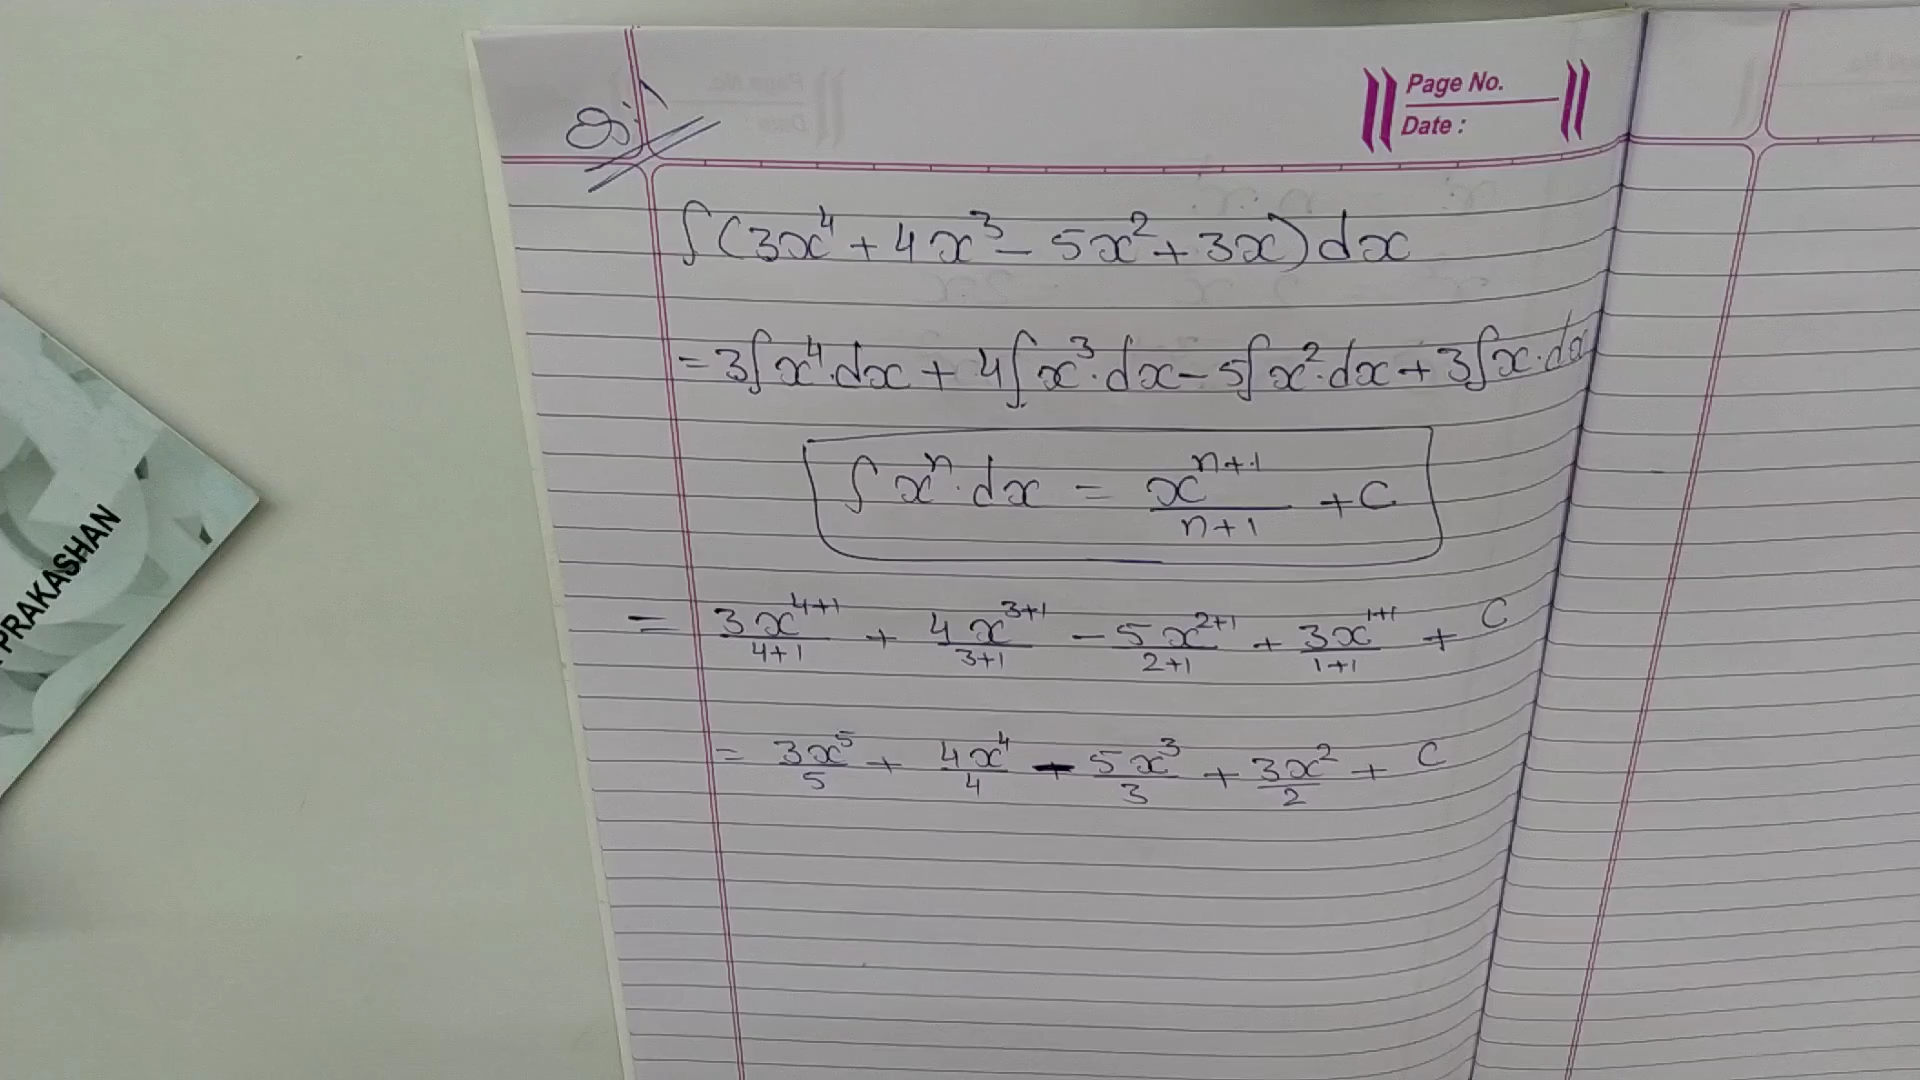 Page No.
Date :
Q:
∫(3x⁴ + 4x³ - 5x² + 3x) dx
= 3∫x⁴.dx + 4∫x³.dx - 5∫x².dx + 3∫x.dx
∫xⁿ.dx = xⁿ⁺¹/n+1 + C
= 3x⁴⁺¹/4+1 + 4x³⁺¹/3+1 - 5x²⁺¹/2+1 + 3x¹⁺¹/1+1 + C
= 3x⁵/5 + 4x⁴/4 - 5x³/3 + 3x²/2 + C
PRAKASHAN